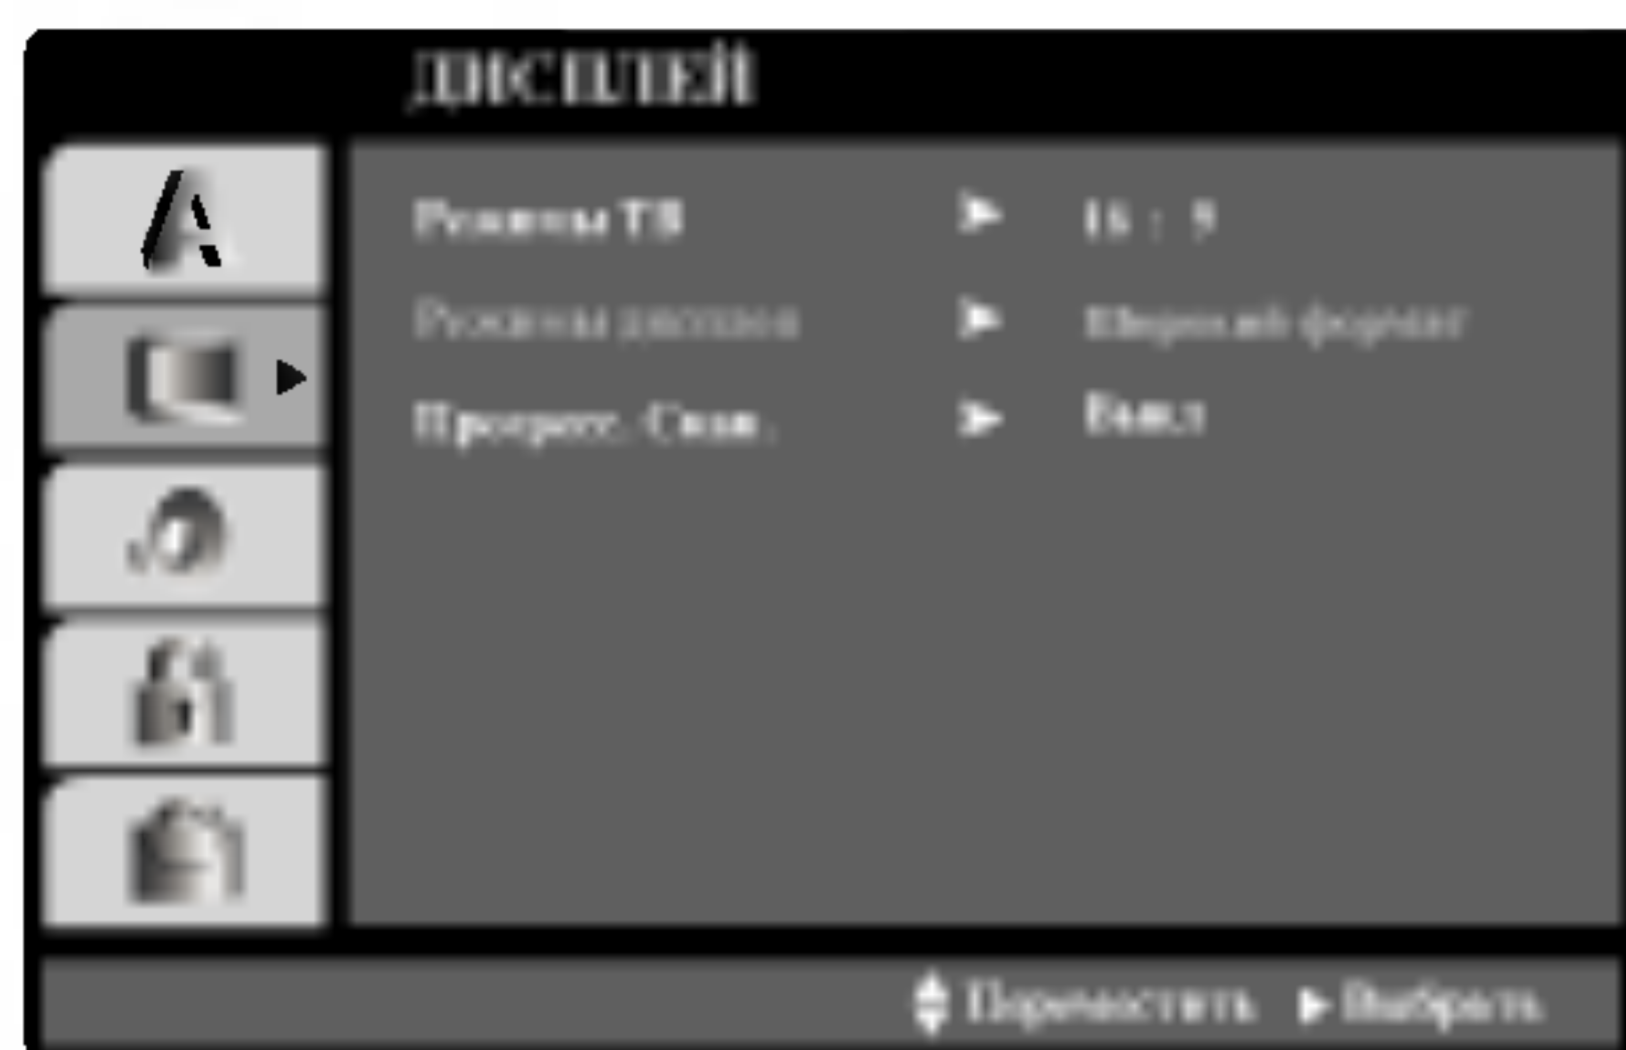 ДИСПЛЕЙ
A
Режимы ТВ 16 : 9
Режимы дисплея Широкий формат
Прогресс. Скан. Выкл
Переместить Выбрать